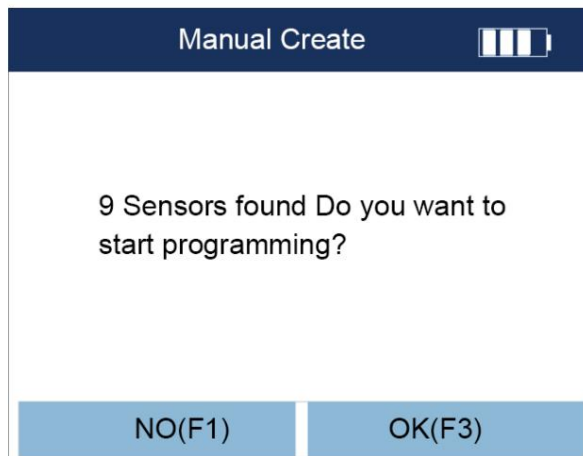 Manual Create
9 Sensors found Do you want to
start programming?
NO(F1)
OK(F3)